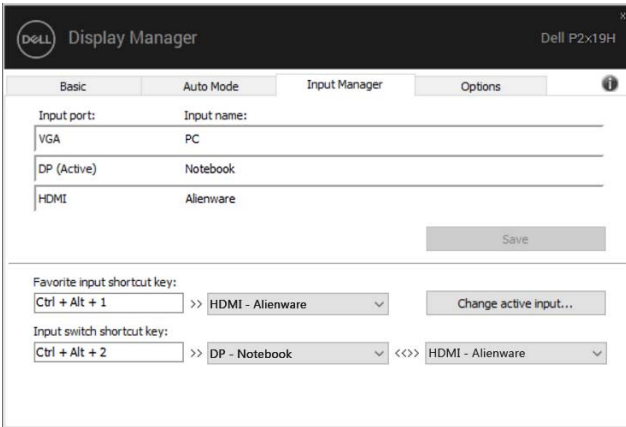 DELL Display Manager Dell P2x19H x
Basic Auto Mode Input Manager Options i
Input port: Input name:
VGA PC
DP (Active) Notebook
HDMI Alienware
Save
Favorite input shortcut key:
Ctrl + Alt + 1 >> HDMI - Alienware Change active input...
Input switch shortcut key:
Ctrl + Alt + 2 >> DP - Notebook <<>> HDMI - Alienware